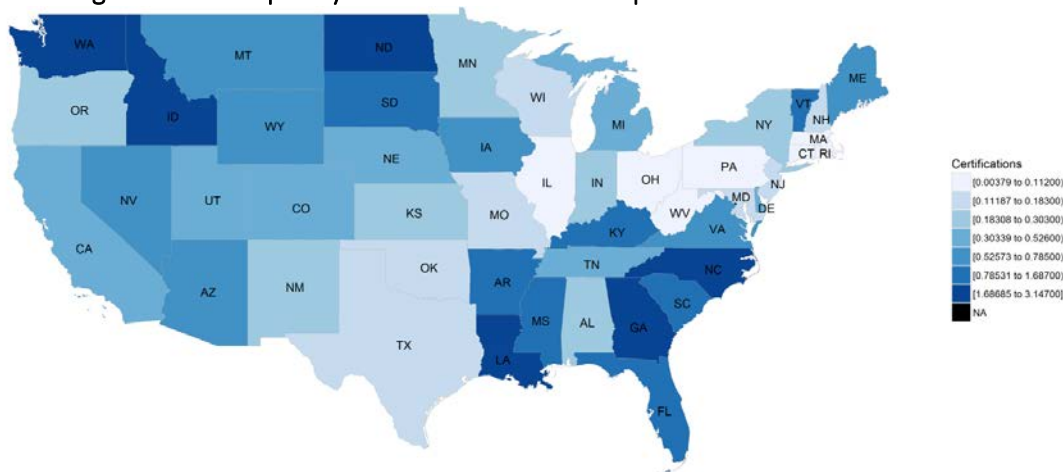 WA
MT
ND
MN
OR
ID
WY
SD
WI
MI
NY
VT
ME
NH
MA
CT RI
NV
UT
CO
NE
IA
IL
IN
OH
PA
NJ
MD
DE
WV
VA
CA
KS
MO
KY
AZ
NM
OK
AR
TN
NC
SC
TX
LA
MS
AL
GA
FL
Certifications
[0.00379 to 0.11200)
[0.11187 to 0.18300)
[0.18308 to 0.30300)
[0.30339 to 0.52600)
[0.52573 to 0.78500)
[0.78531 to 1.68700)
[1.68685 to 3.14700]
NA